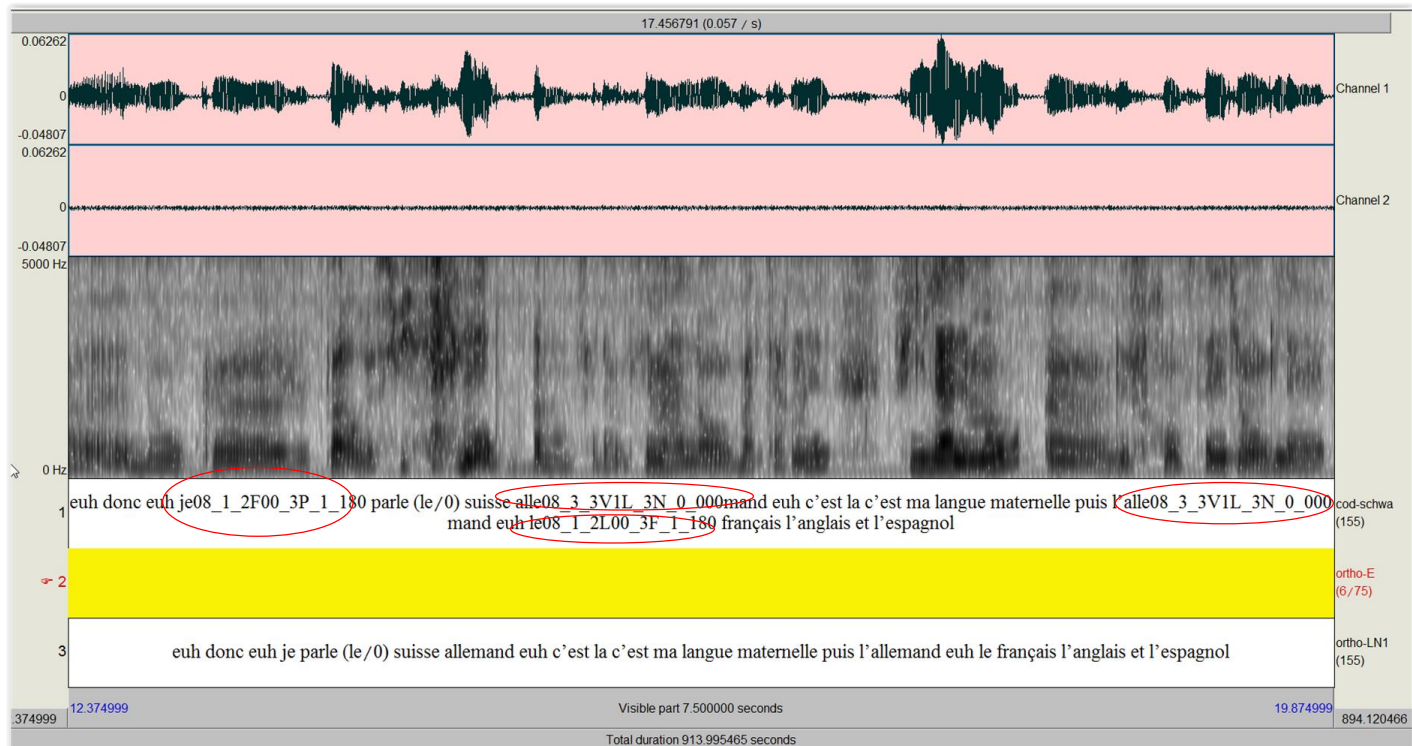 17.456791 (0.057 / s)
0.06262
0
-0.04807
Channel 1
0.06262
0
-0.04807
Channel 2
5000 Hz
0 Hz
1
euh donc euh je08_1_2F00_3P_1_180 parle (le/0) suisse alle08_3_3V1L_3N_0_000mand euh c’est la c’est ma langue maternelle puis l’alle08_3_3V1L_3N_0_000
mand euh le08_1_2L00_3F_1_180 français l’anglais et l’espagnol
cod-schwa
(155)
2
ortho-E
(6/75)
3
euh donc euh je parle (le/0) suisse allemand euh c’est la c’est ma langue maternelle puis l’allemand euh le français l’anglais et l’espagnol
ortho-LN1
(155)
.374999
12.374999
Visible part 7.500000 seconds
19.874999
894.120466
Total duration 913.995465 seconds